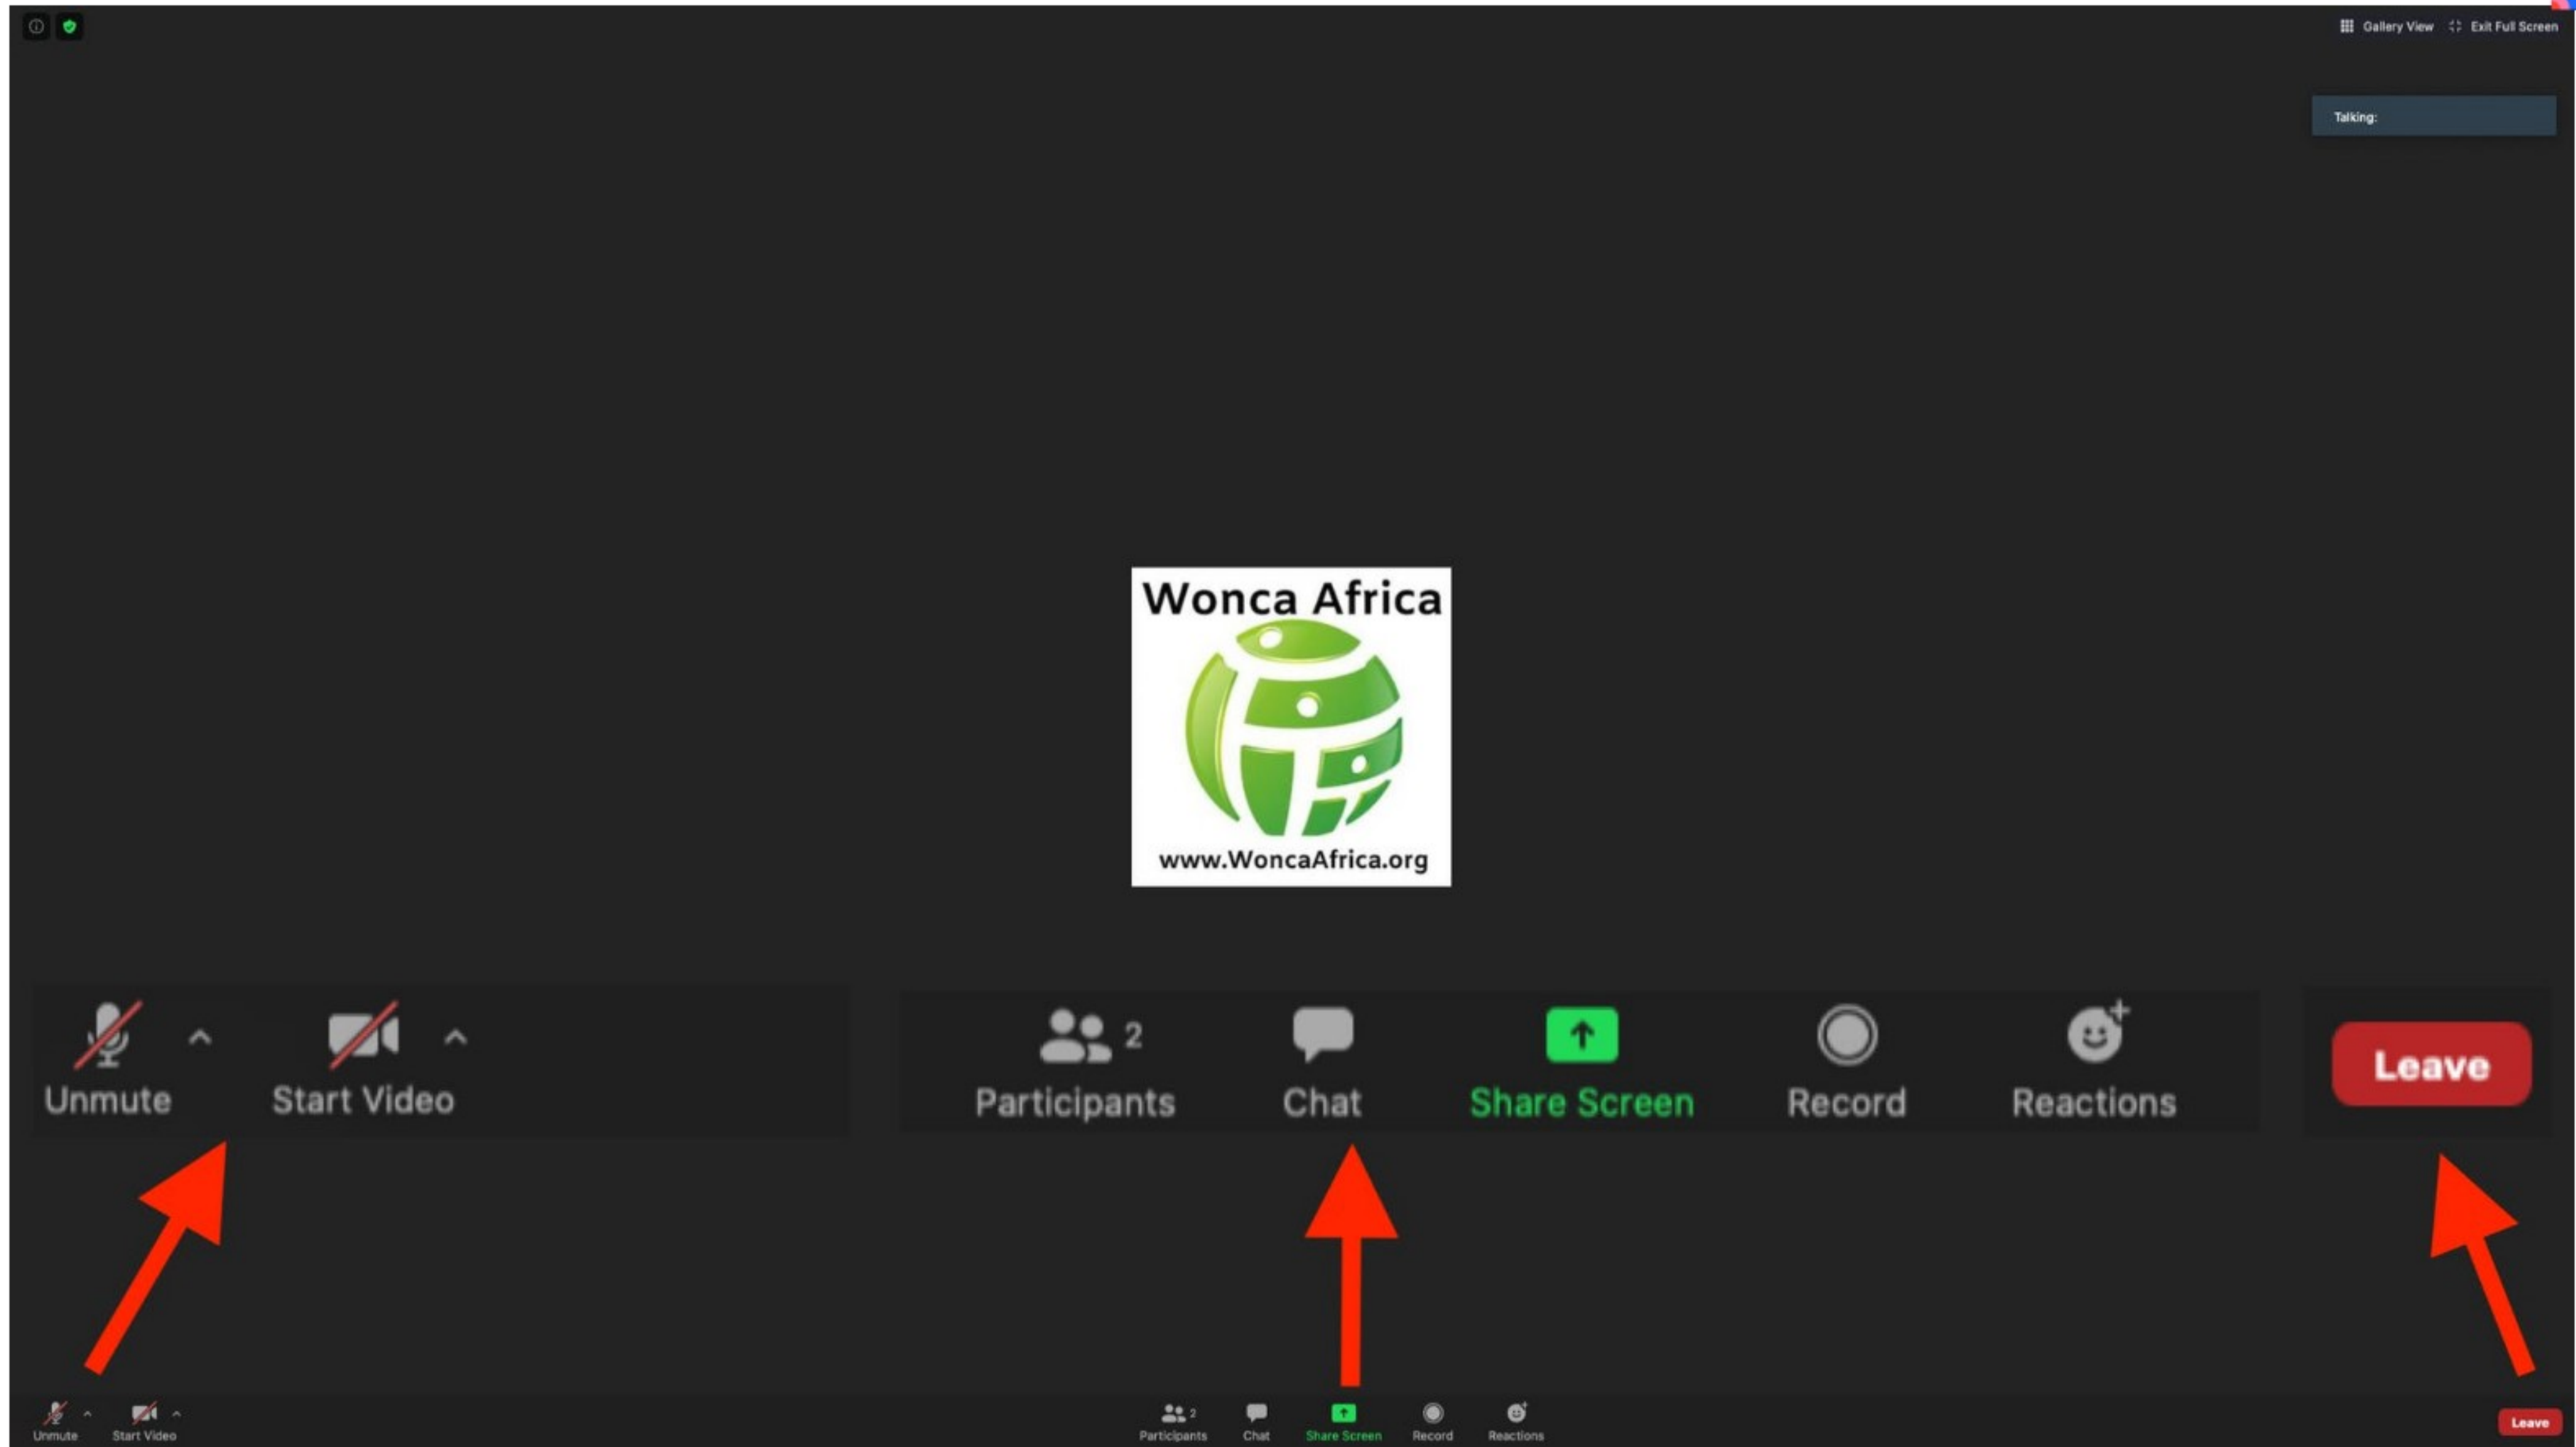 Gallery View Exit Full Screen
Talking:
Wonca Africa
www.WoncaAfrica.org
2
Unmute Start Video Participants Chat Share Screen Record Reactions Leave
2
Unmute Start Video Participants Chat Share Screen Record Reactions Leave